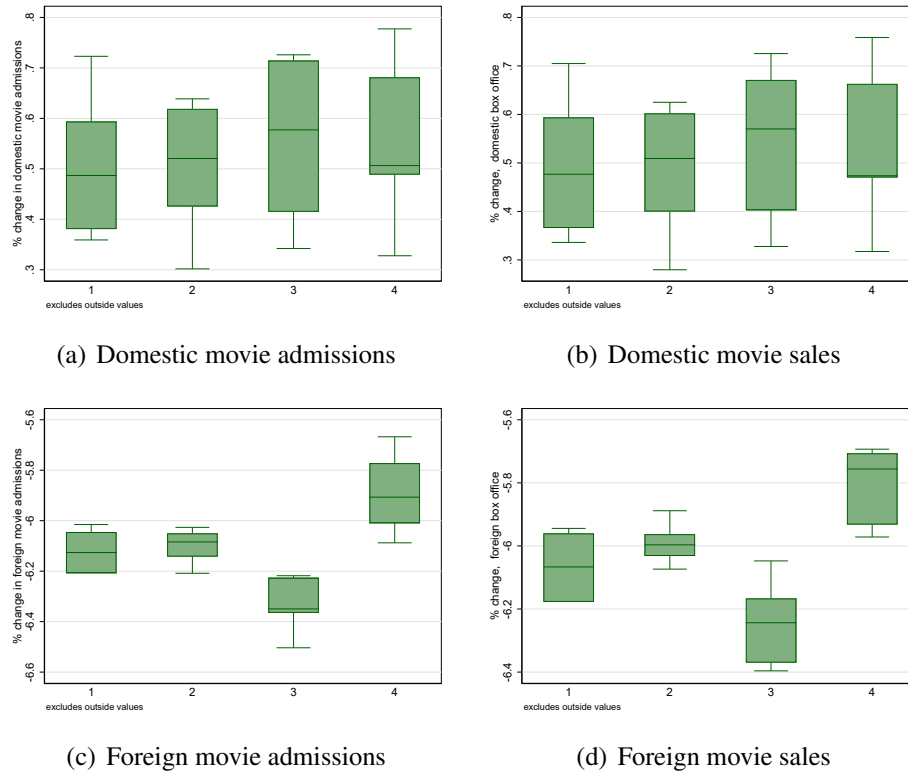 % change in domestic movie admissions
.8
.7
.6
.5
.4
.3
1 2 3 4
excludes outside values
(a) Domestic movie admissions
% change, domestic box office
.8
.7
.6
.5
.4
.3
1 2 3 4
excludes outside values
(b) Domestic movie sales
% change in foreign movie admissions
-5.6
-5.8
-6
-6.2
-6.4
-6.6
1 2 3 4
excludes outside values
(c) Foreign movie admissions
% change, foreign box office
-5.6
-5.8
-6
-6.2
-6.4
1 2 3 4
excludes outside values
(d) Foreign movie sales